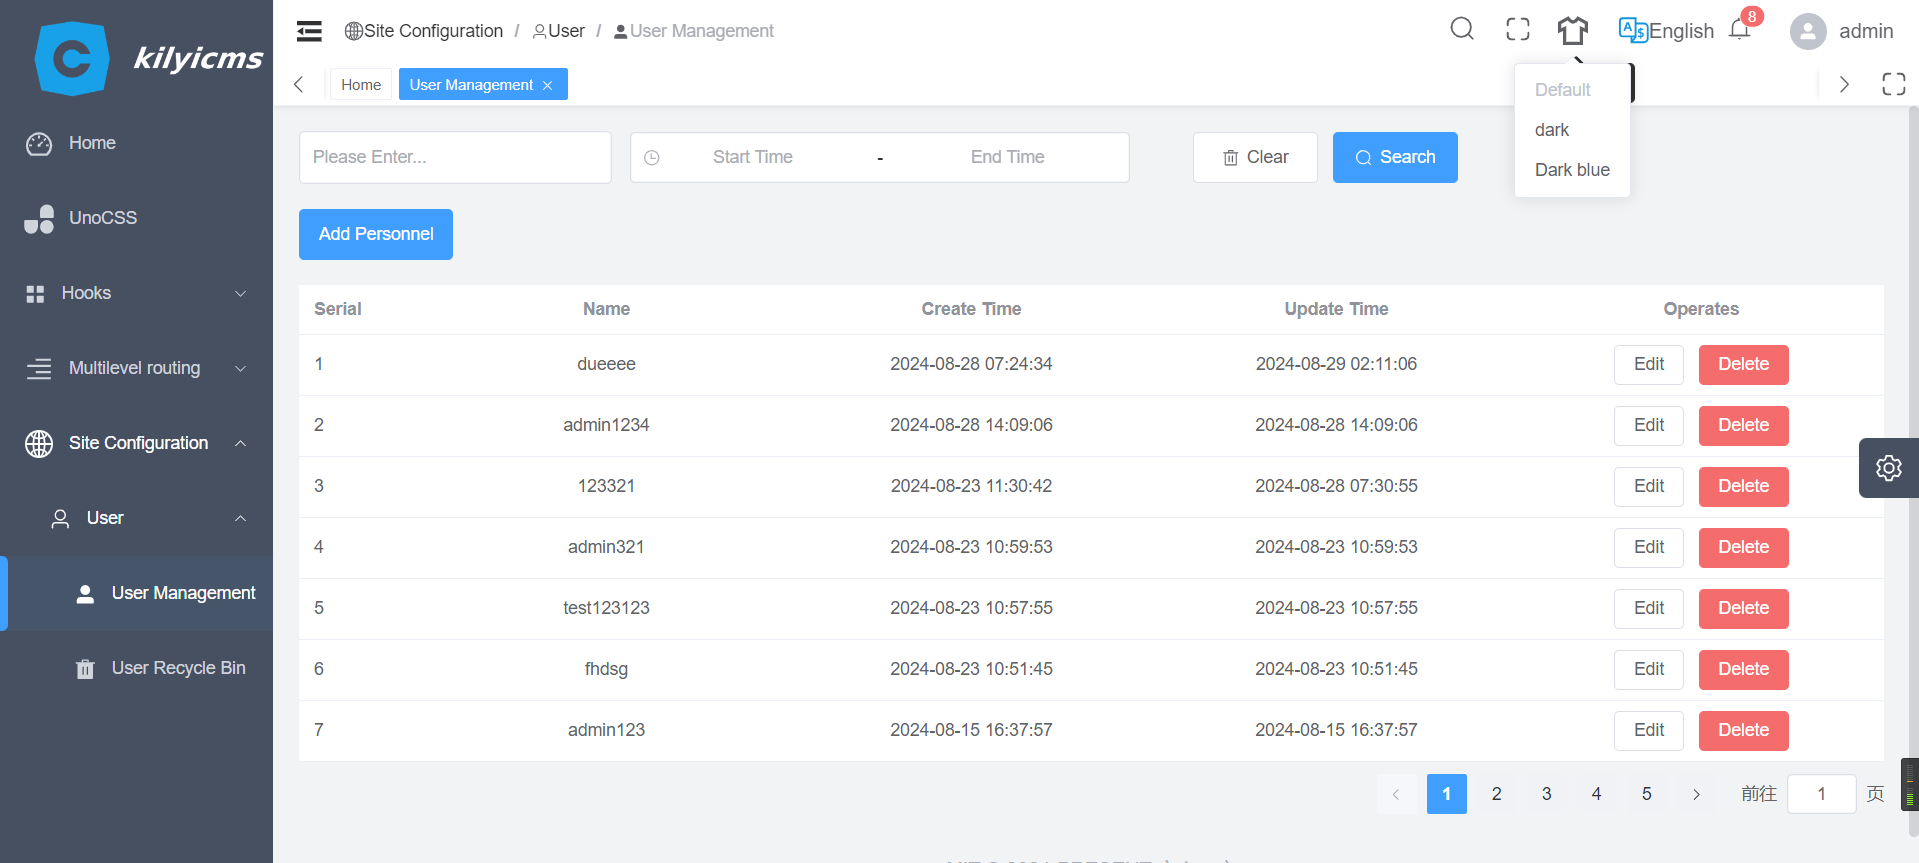 kilyicms
Home
UnoCSS
Hooks
Multilevel routing
Site Configuration
User
User Management
User Recycle Bin
Site Configuration / User / User Management
English 8 admin
Home User Management
Default
dark
Dark blue
Please Enter... Start Time - End Time Clear Search
Add Personnel
Serial Name Create Time Update Time Operates
1 dueeee 2024-08-28 07:24:34 2024-08-29 02:11:06 Edit Delete
2 admin1234 2024-08-28 14:09:06 2024-08-28 14:09:06 Edit Delete
3 123321 2024-08-23 11:30:42 2024-08-28 07:30:55 Edit Delete
4 admin321 2024-08-23 10:59:53 2024-08-23 10:59:53 Edit Delete
5 test123123 2024-08-23 10:57:55 2024-08-23 10:57:55 Edit Delete
6 fhdsg 2024-08-23 10:51:45 2024-08-23 10:51:45 Edit Delete
7 admin123 2024-08-15 16:37:57 2024-08-15 16:37:57 Edit Delete
1 2 3 4 5 前往 1 页